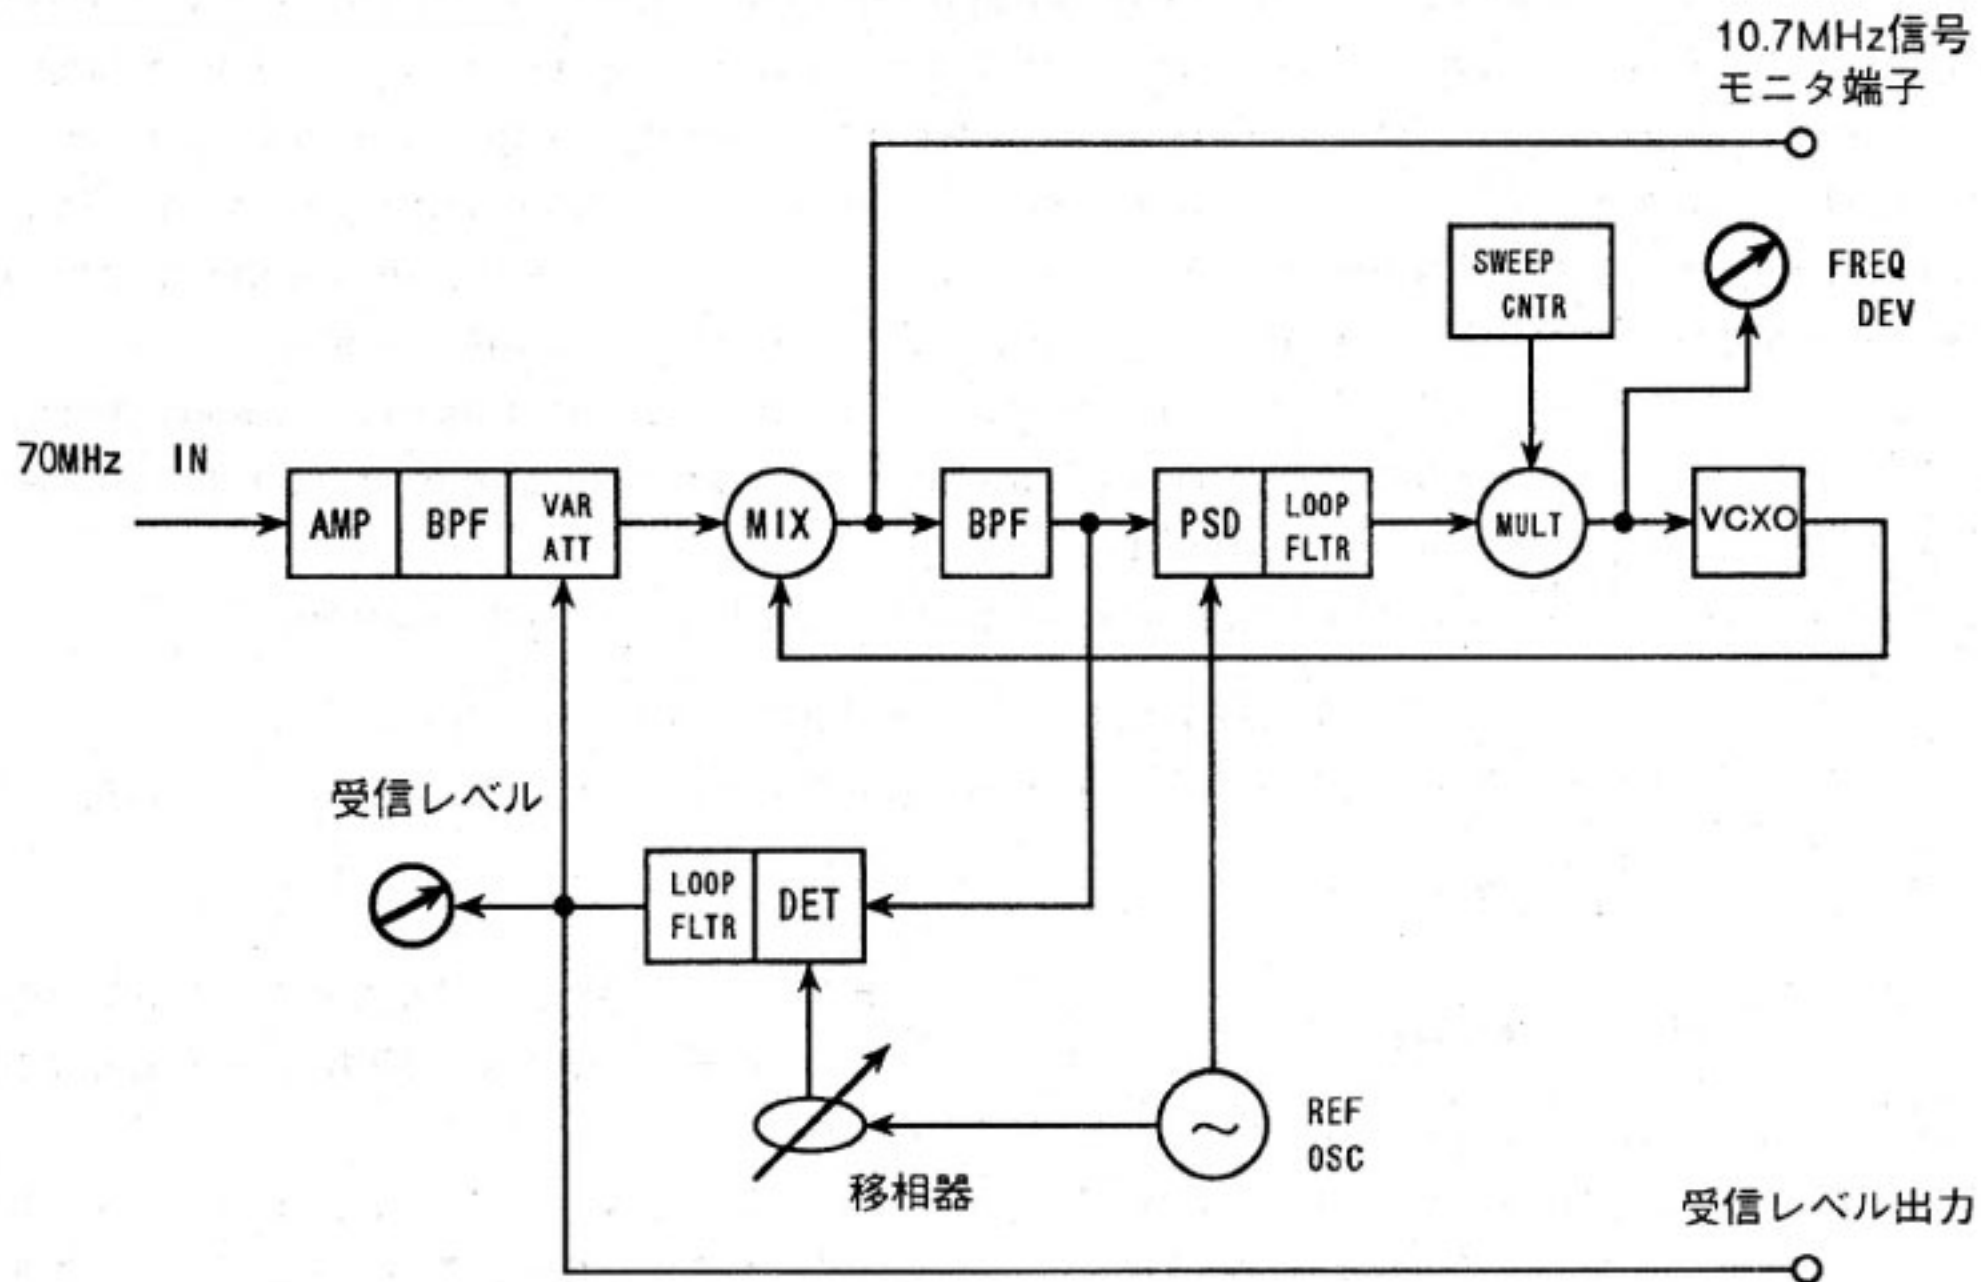 10.7MHz信号
モニタ端子
SWEEP
CNTR
FREQ
DEV
70MHz IN
AMP
BPF
VAR
ATT
MIX
BPF
PSD
LOOP
FLTR
MULT
VCXO
受信レベル
LOOP
FLTR
DET
REF
OSC
移相器
受信レベル出力